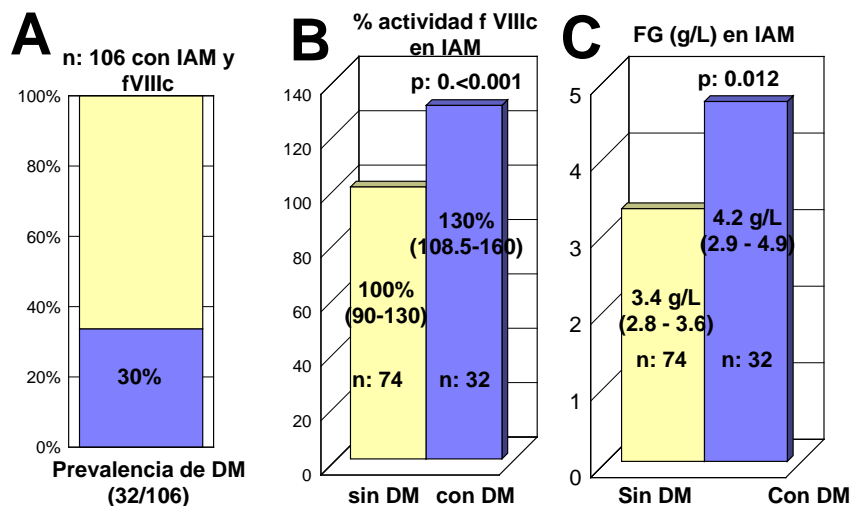 A
n: 106 con IAM y
fVIIIc
100%
80%
60%
40%
20%
0%
30%
Prevalencia de DM
(32/106)
B
% actividad f VIIIc
en IAM
p: 0.<0.001
140
120
100
80
60
40
20
0
130%
(108.5-160)
100%
(90-130)
n: 74
n: 32
sin DM
con DM
C
FG (g/L) en IAM
p: 0.012
5
4
3
2
1
0
4.2 g/L
(2.9 - 4.9)
3.4 g/L
(2.8 - 3.6)
n: 74
n: 32
Sin DM
Con DM